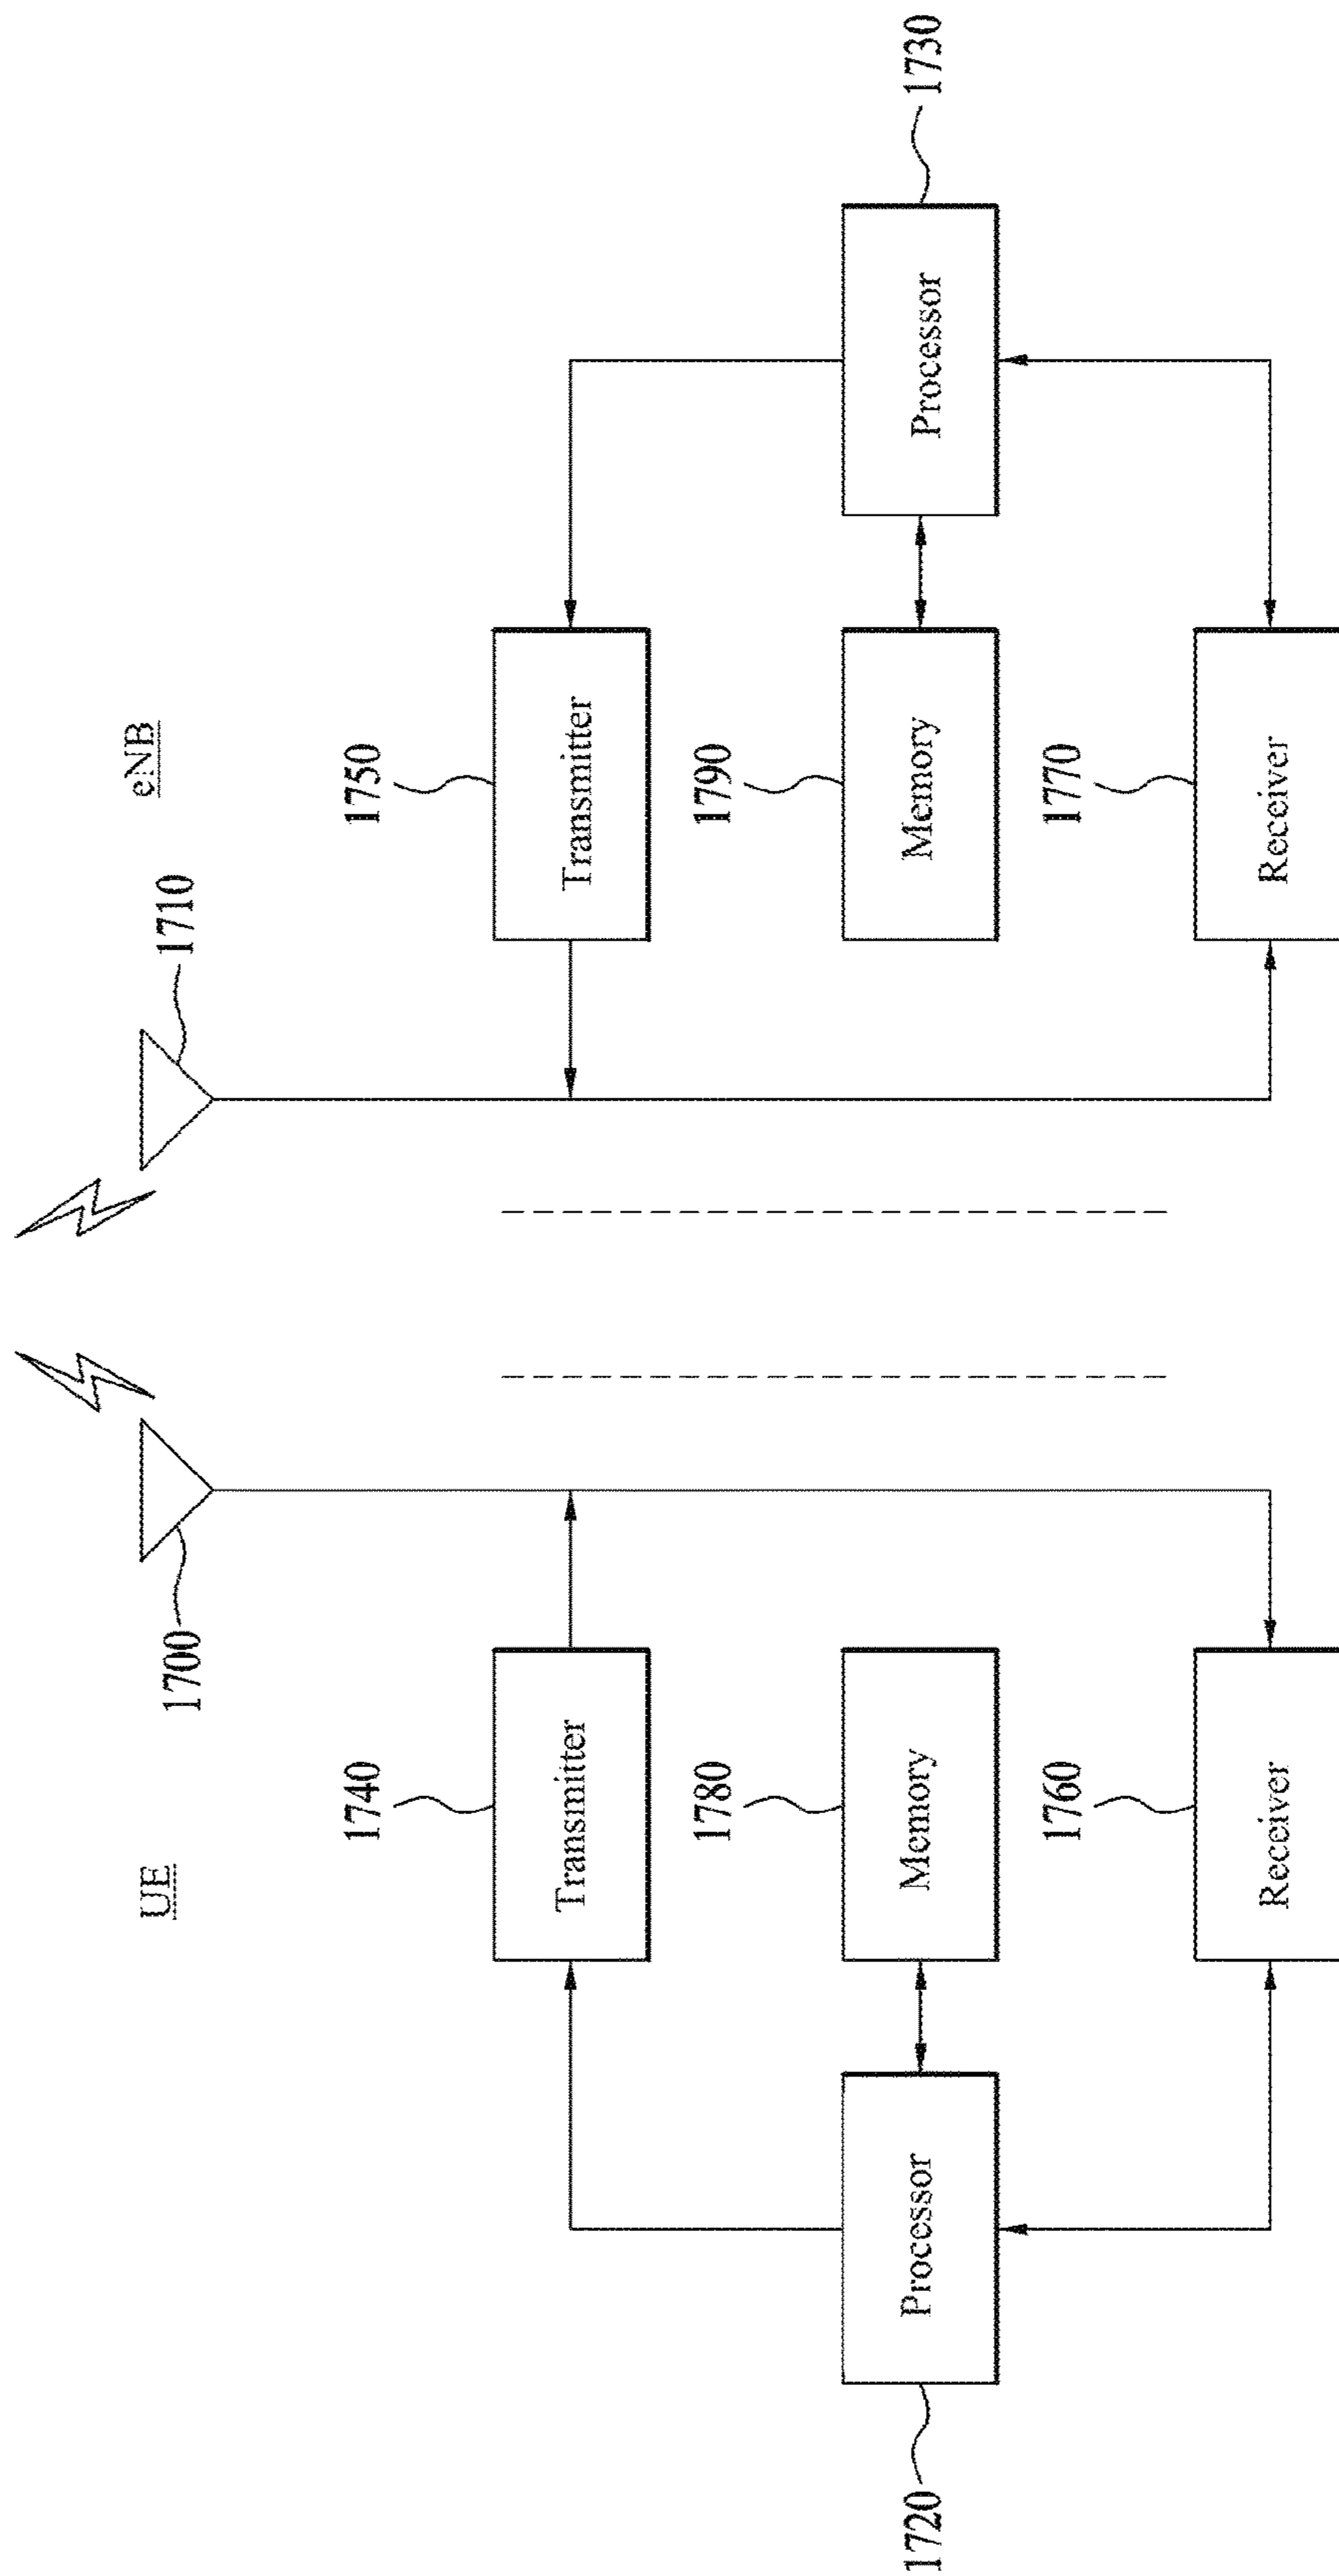 UE
eNB
1700
1710
1740
Transmitter
1750
Transmitter
1720
Processor
1780
Memory
1790
Memory
Processor
1730
1760
Receiver
1770
Receiver